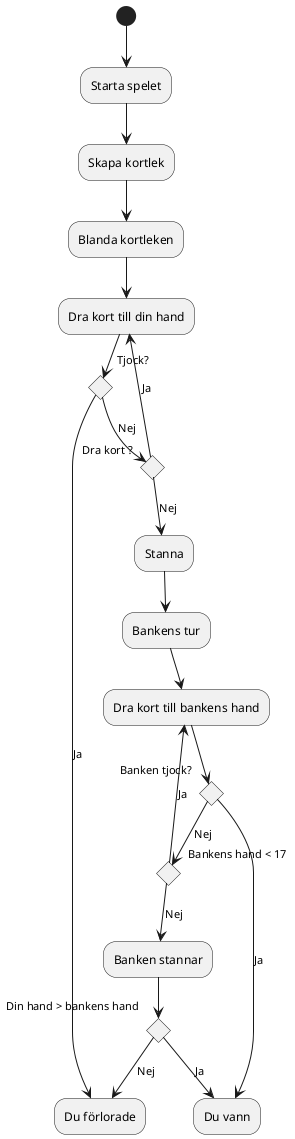 Starta spelet
Skapa kortlek
Blanda kortleken
Dra kort till din hand
Tjock?
Ja
Nej
Dra kort ?
Nej
Stanna
Bankens tur
Dra kort till bankens hand
Ja
Banken tjock?
Ja
Nej
Bankens hand < 17
Nej
Banken stannar
Ja
Din hand > bankens hand
Nej
Ja
Du förlorade
Du vann